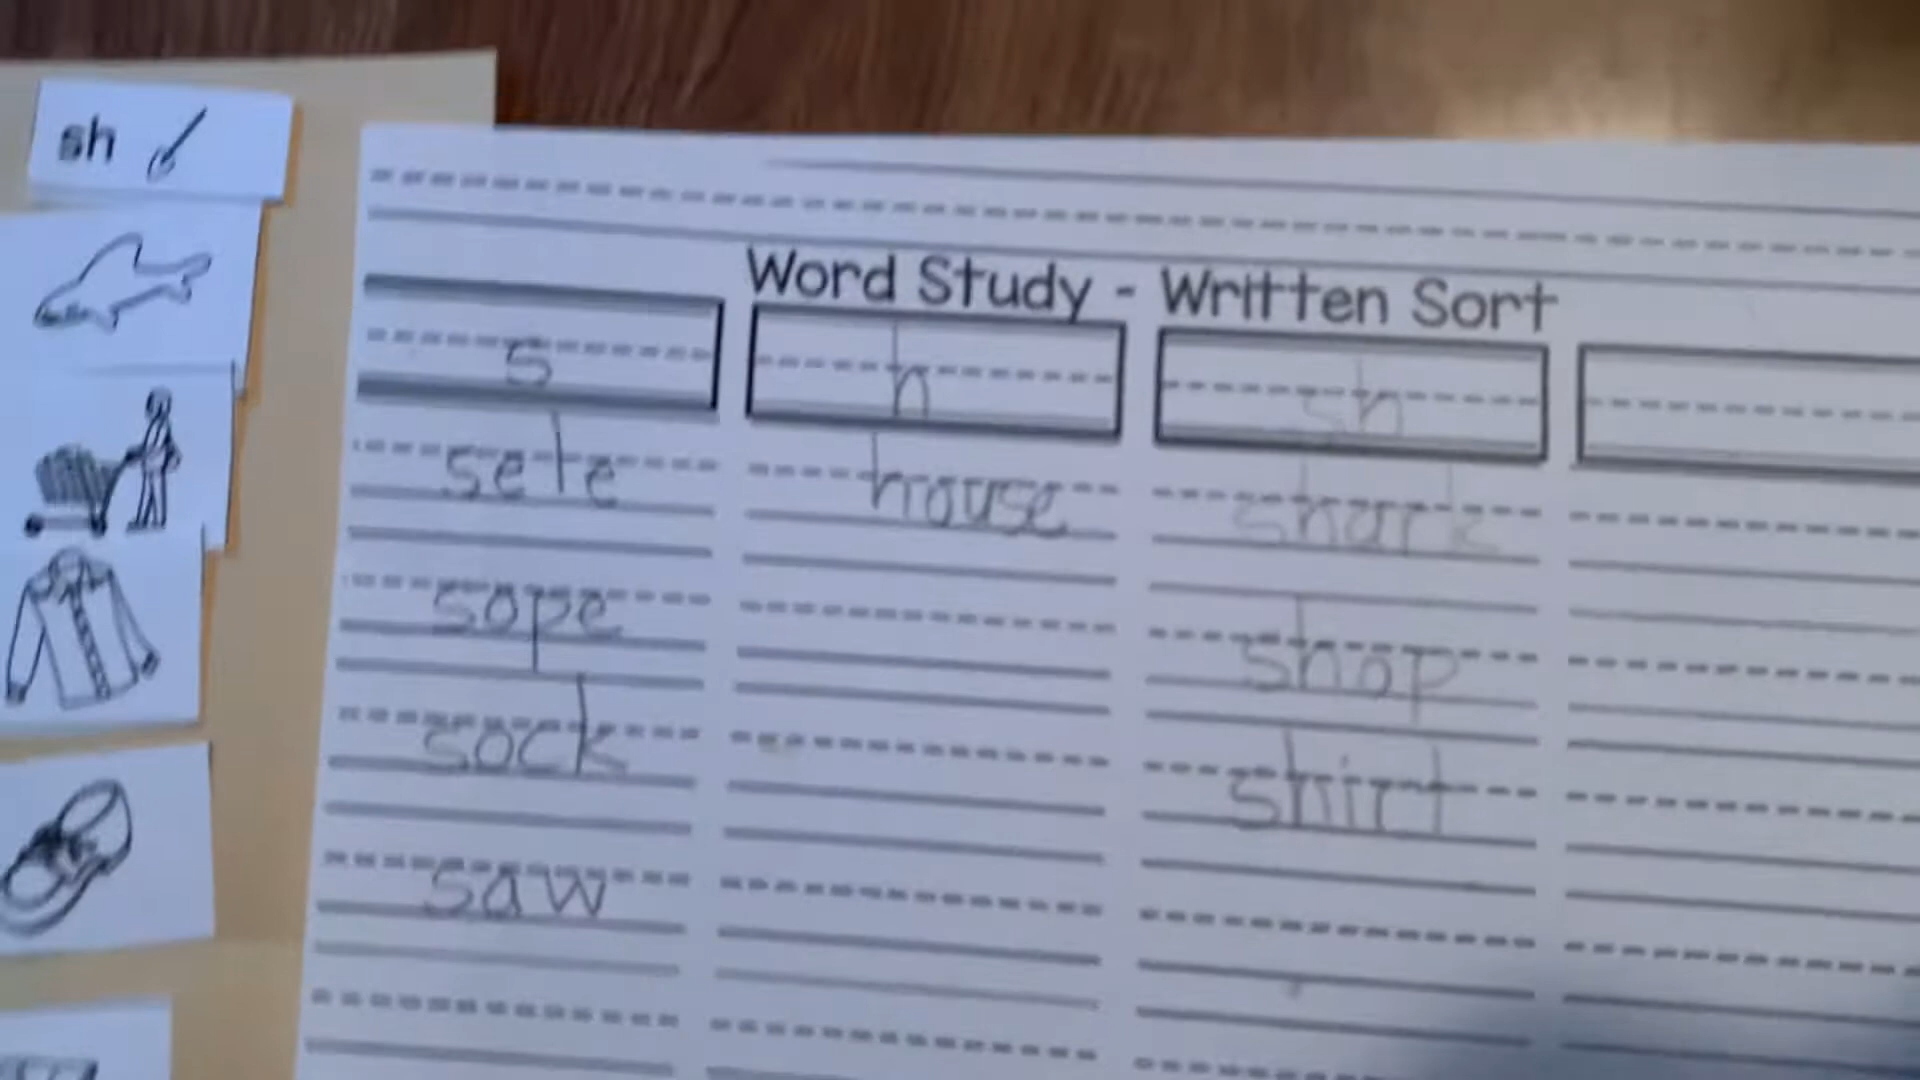 sh
Word Study - Written Sort
s h sh
sete house shark
sope shop
sock shirt
saw